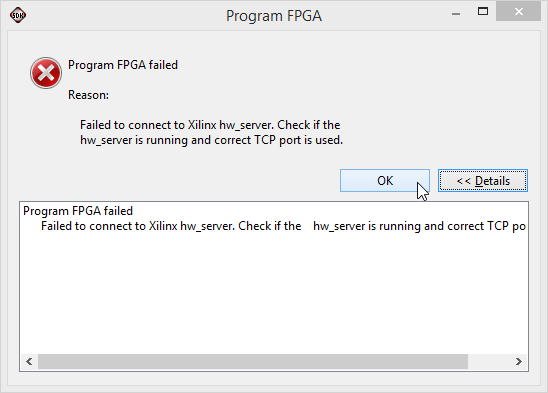 SDK
Program FPGA
Program FPGA failed
Reason:
Failed to connect to Xilinx hw_server. Check if the
hw_server is running and correct TCP port is used.
OK
<< Details
Program FPGA failed
Failed to connect to Xilinx hw_server. Check if the    hw_server is running and correct TCP po